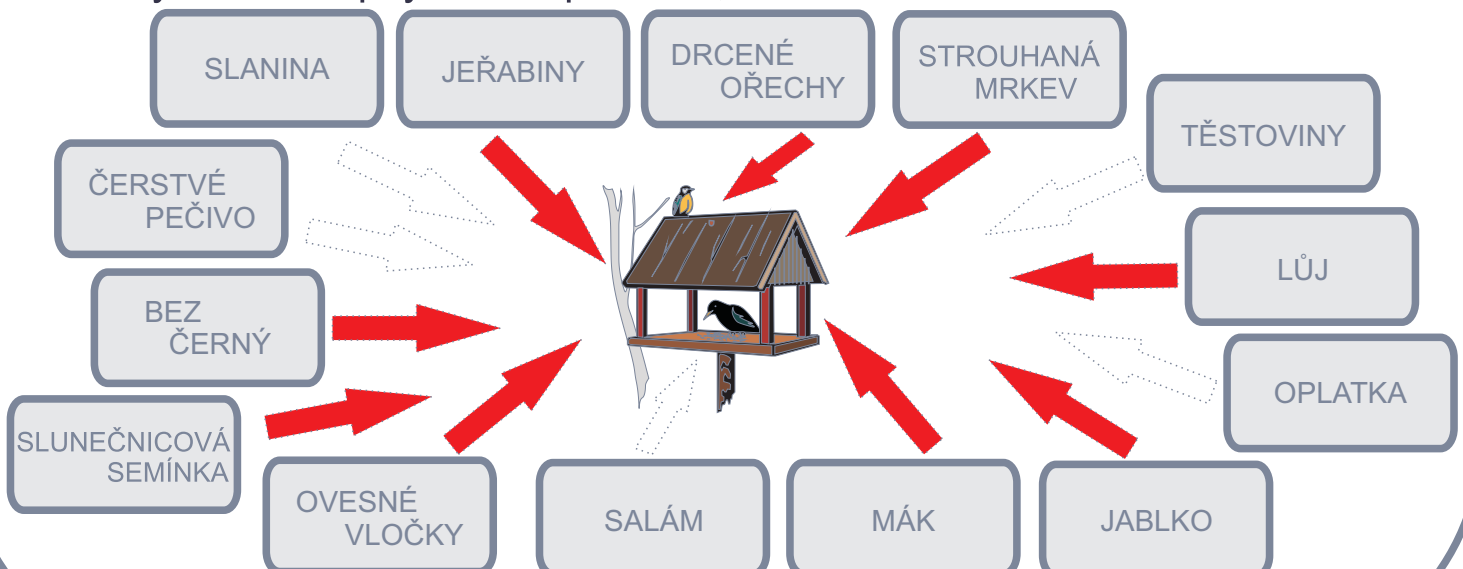 SLANINA
JEŘABINY
DRCENÉ
OŘECHY
STROUHANÁ
MRKEV
TĚSTOVINY
ČERSTVÉ
PEČIVO
LŮJ
BEZ
ČERNÝ
OPLATKA
SLUNEČNICOVÁ
SEMÍNKA
OVESNÉ
VLOČKY
SALÁM
MÁK
JABLKO